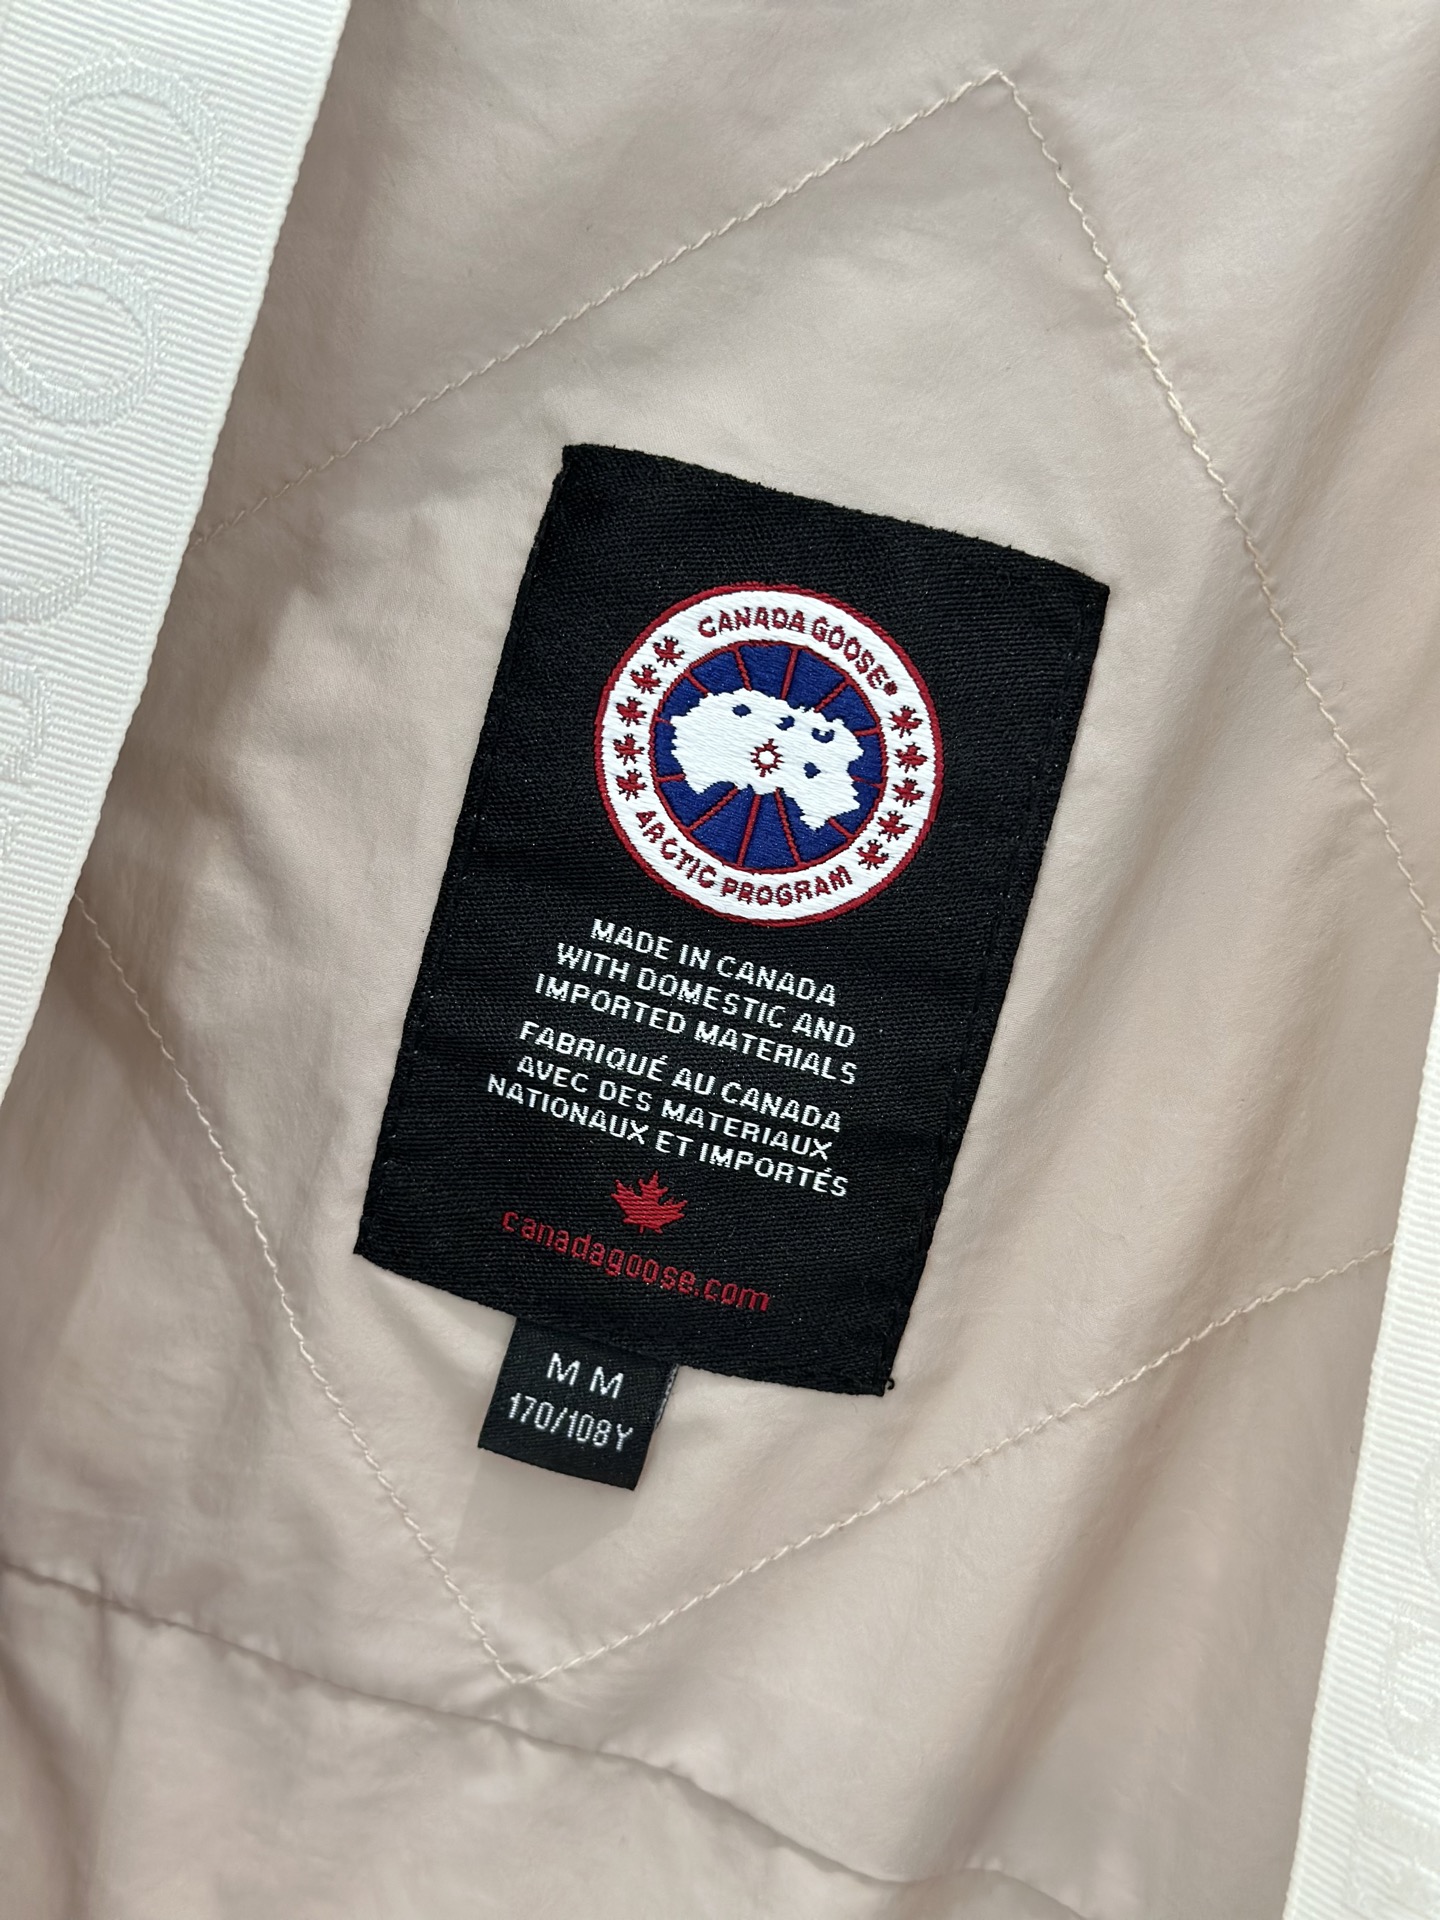 CANADA GOOSE®
ARCTIC PROGRAM
MADE IN CANADA
WITH DOMESTIC AND
IMPORTED MATERIALS
FABRIQUÉ AU CANADA
AVEC DES MATERIAUX
NATIONAUX ET IMPORTÉS
canadagoose.com
M M
170/108Y